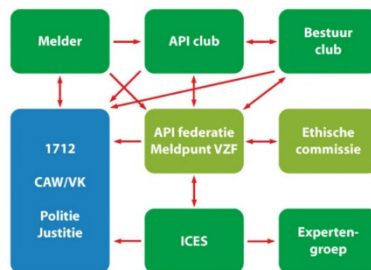 Melder
API club
Bestuur
club
1712
CAW/VK
Politie
Justitie
API federatie
Meldpunt VZF
Ethische
commissie
ICES
Experten-
groep